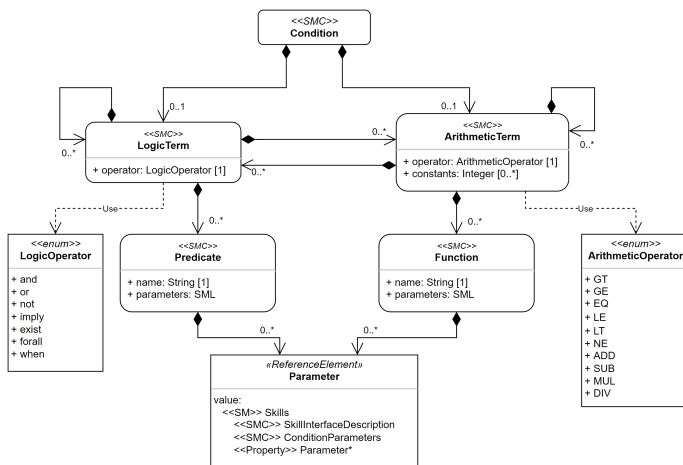 <<SMC>>
Condition
0..1
0..1
<<SMC>>
LogicTerm
+ operator: LogicOperator [1]
0..*
0..*
0..*
<<SMC>>
ArithmeticTerm
+ operator: ArithmeticOperator [1]
+ constants: Integer [0..*]
0..*
Use
0..*
0..*
Use
<<enum>>
LogicOperator
+ and
+ or
+ not
+ imply
+ exist
+ forall
+ when
<<SMC>>
Predicate
+ name: String [1]
+ parameters: SML
<<SMC>>
Function
+ name: String [1]
+ parameters: SML
<<enum>>
ArithmeticOperator
+ GT
+ GE
+ EQ
+ LE
+ LT
+ NE
+ ADD
+ SUB
+ MUL
+ DIV
0..*
0..*
«ReferenceElement»
Parameter
value:
<<SM>> Skills
<<SMC>> SkillInterfaceDescription
<<SMC>> ConditionParameters
<<Property>> Parameter*